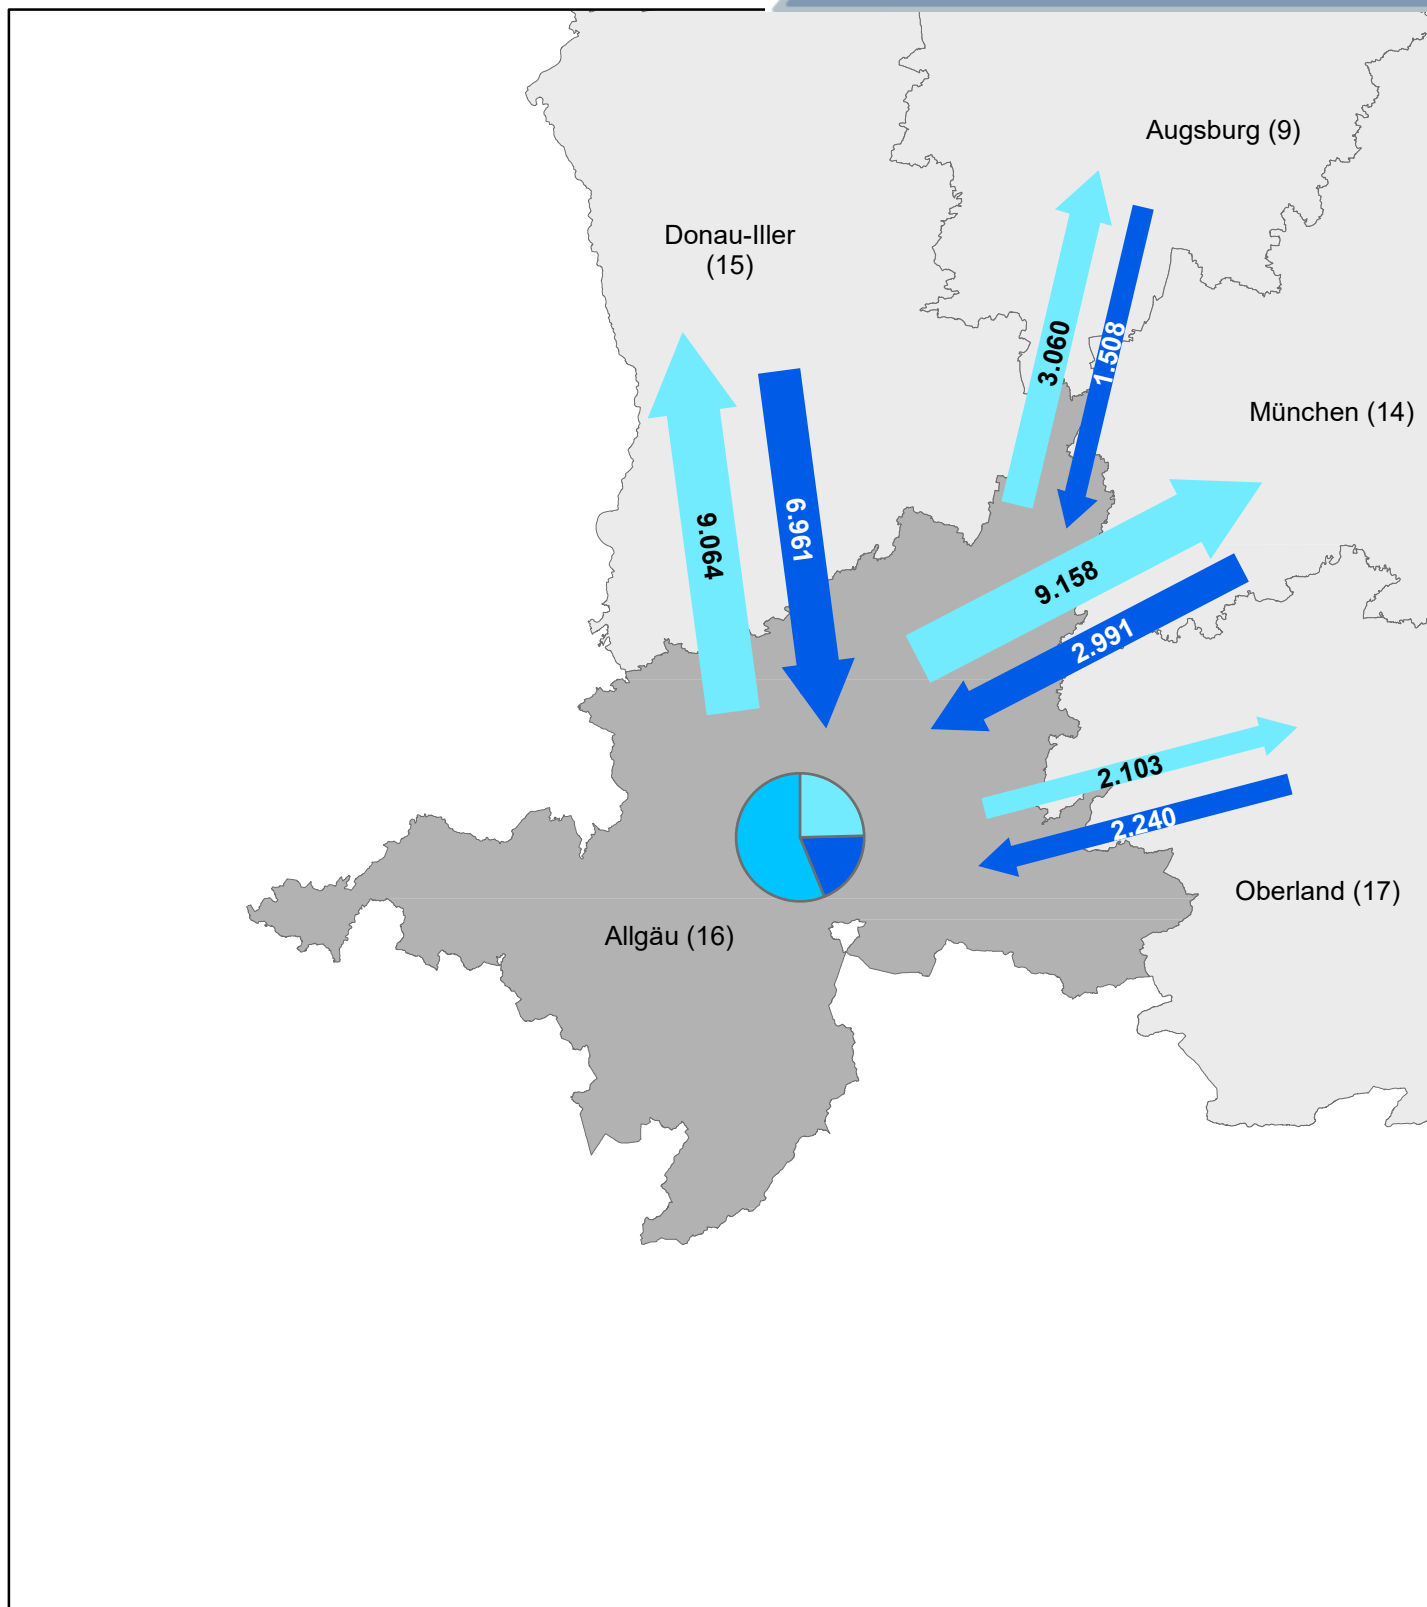 Augsburg (9)
Donau-Iller
(15)
3.060
1.508
München (14)
9.064
6.961
9.158
2.991
2.103
2.240
Oberland (17)
Allgäu (16)